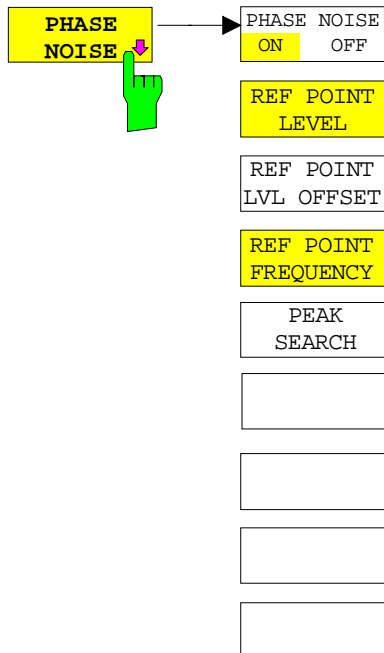 PHASE
NOISE
PHASE NOISE
ON OFF
REF POINT
LEVEL
REF POINT
LVL OFFSET
REF POINT
FREQUENCY
PEAK
SEARCH